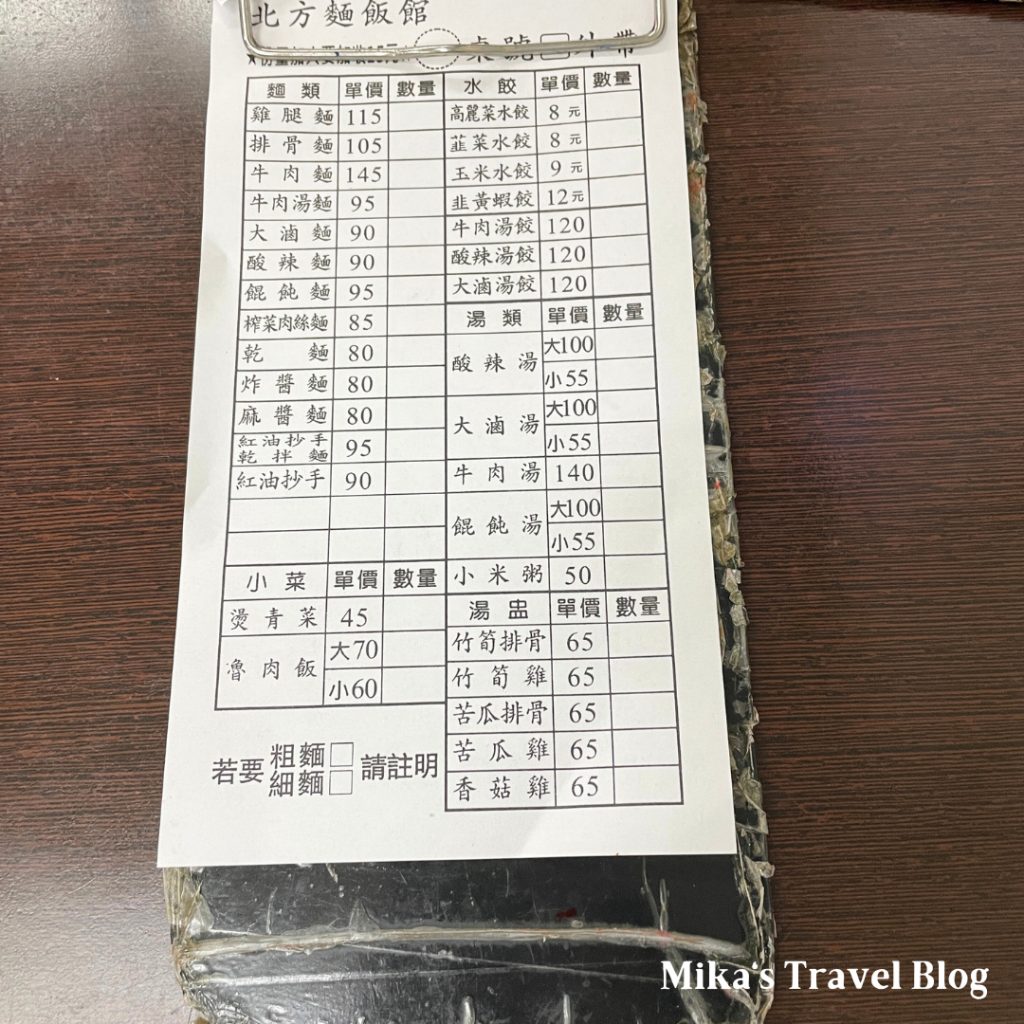 北方麵飯館
桌號 外帶
麵類 單價 數量
雞腿麵 115
排骨麵 105
牛肉麵 145
牛肉湯麵 95
大滷麵 90
酸辣麵 90
餛飩麵 95
榨菜肉絲麵 85
乾麵 80
炸醬麵 80
麻醬麵 80
紅油抄手
乾拌麵 95
紅油抄手 90
小菜 單價 數量
燙青菜 45
魯肉飯 大70
小60
若要 粗麵□ 請註明
細麵□
水餃 單價 數量
高麗菜水餃 8元
韮菜水餃 8元
玉米水餃 9元
韭黃蝦餃 12元
牛肉湯餃 120
酸辣湯餃 120
大滷湯餃 120
湯類 單價 數量
酸辣湯 大100
小55
大滷湯 大100
小55
牛肉湯 140
餛飩湯 大100
小55
小米粥 50
湯盅 單價 數量
竹筍排骨 65
竹筍雞 65
苦瓜排骨 65
苦瓜雞 65
香菇雞 65
Mika's Travel Blog